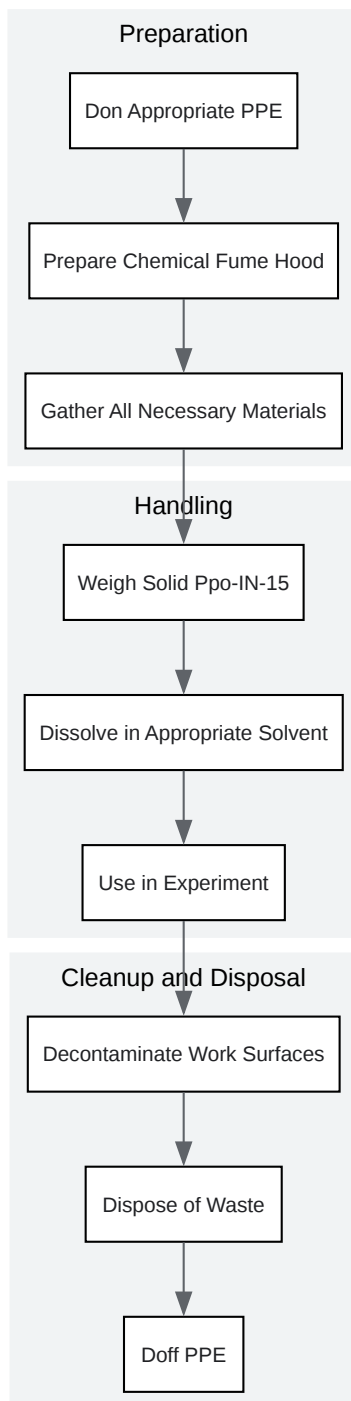 Preparation
Don Appropriate PPE
Prepare Chemical Fume Hood
Gather All Necessary Materials
Handling
Weigh Solid Ppo-IN-15
Dissolve in Appropriate Solvent
Use in Experiment
Cleanup and Disposal
Decontaminate Work Surfaces
Dispose of Waste
Doff PPE